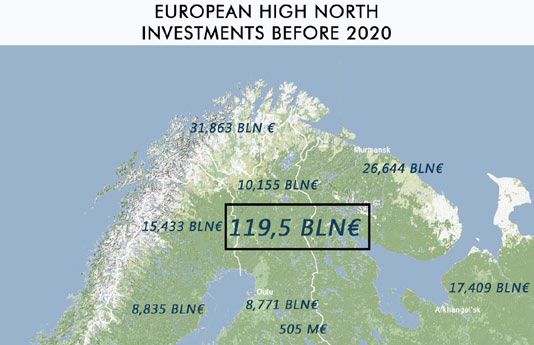 EUROPEAN HIGH NORTH
INVESTMENTS BEFORE 2020
31,863 BLN €
Murmansk
26,644 BLN€
10,155 BLN€
15,433 BLN€
119,5 BLN€
17,409 BLN€
Oulu
8,835 BLN€
8,771 BLN€
Arkhangel'sk
505 M€